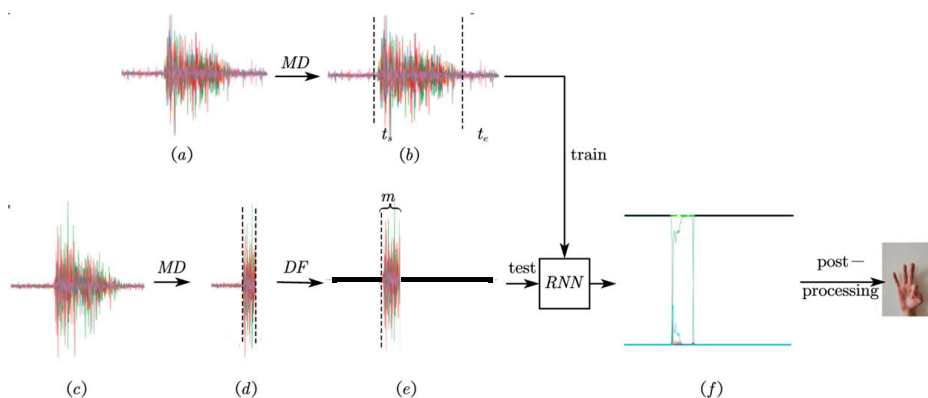 MD
t_s
t_e
(a)
(b)
train
m
MD
DF
test
RNN
post-
processing
(c)
(d)
(e)
(f)